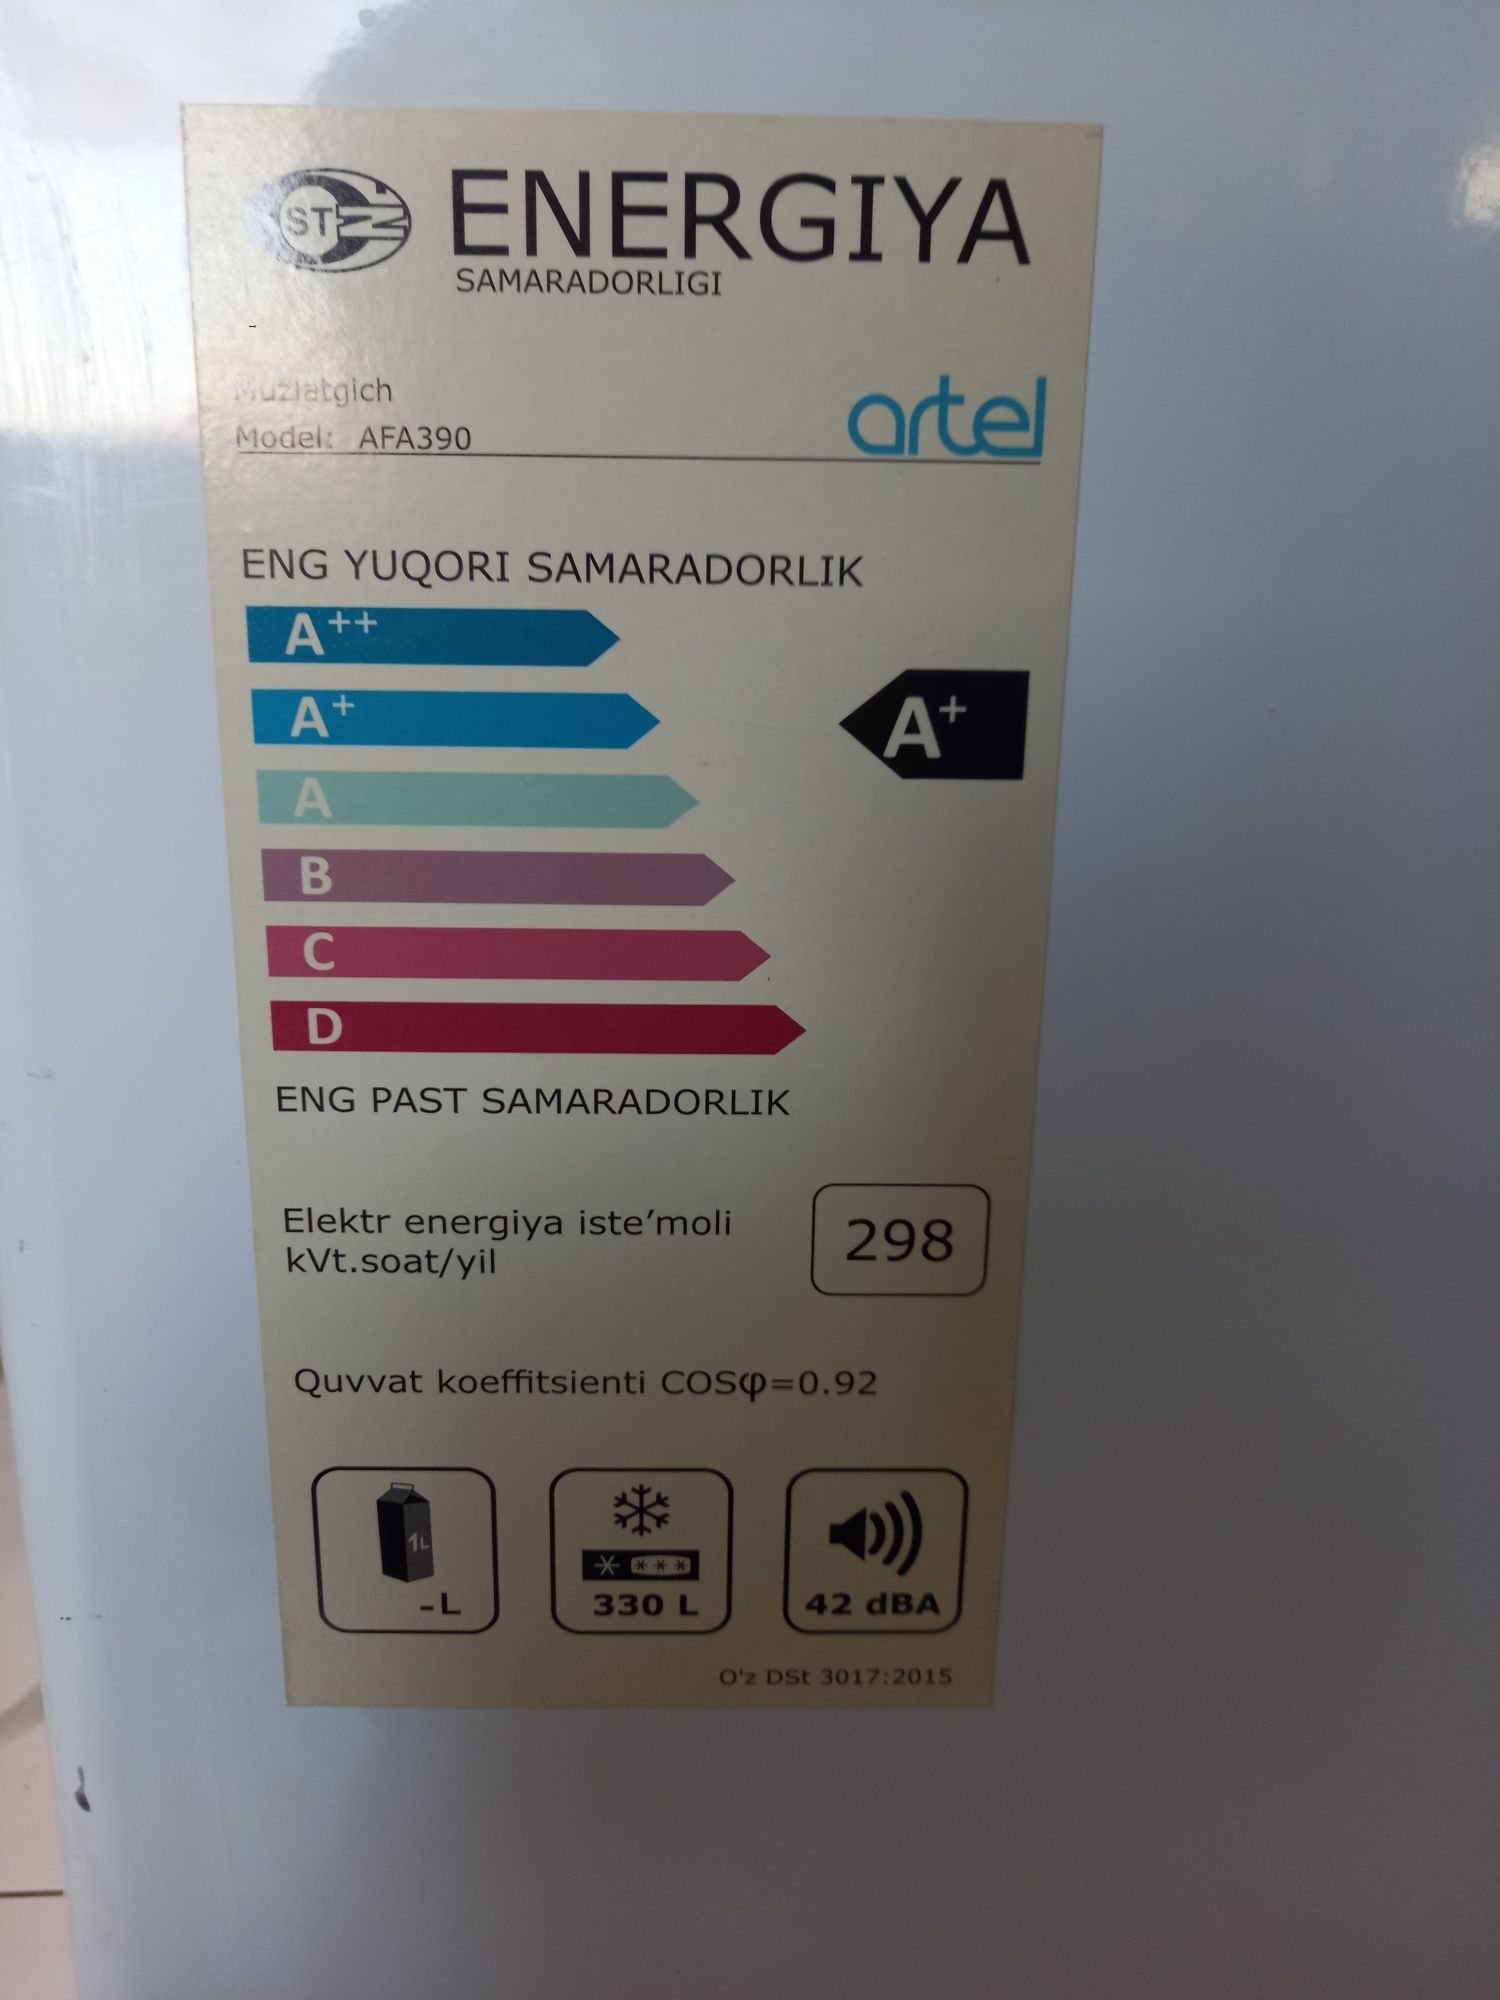 ST
ENERGIYA
SAMARADORLIGI
Muzlatgich
Model: AFA390
artel
ENG YUQORI SAMARADORLIK
A++
A+
A+
A
B
C
D
ENG PAST SAMARADORLIK
Elektr energiya iste’moli
kVt.soat/yil
298
Quvvat koeffitsienti COSφ=0.92
1L
-L
330 L
42 dBA
O'z DSt 3017:2015